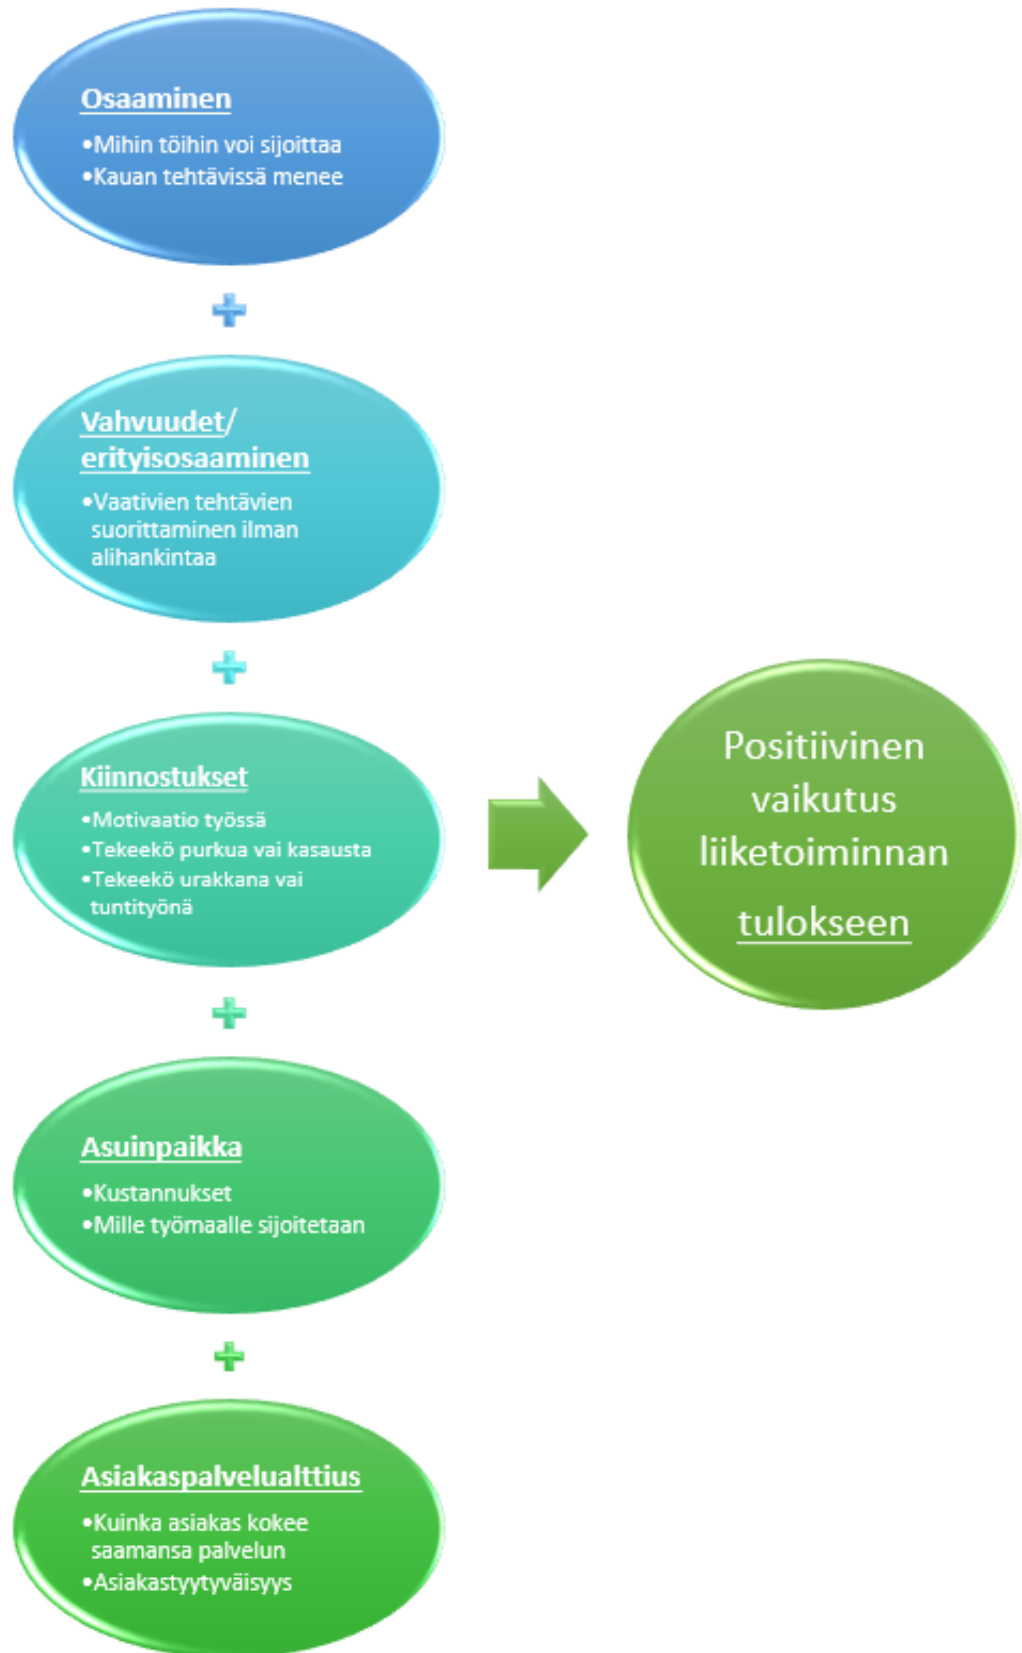 Osaaminen
•Mihin töihin voi sijoittaa
•Kauan tehtävissä menee
Vahvuudet/
erityisosaaminen
•Vaativien tehtävien
suorittaminen ilman
alihankintaa
Kiinnostukset
•Motivaatio työssä
•Tekeekö purkua vai kasausta
•Tekeekö urakkana vai
tuntityönä
Asuinpaikka
•Kustannukset
•Mille työmaalle sijoitetaan
Asiakaspalvelualttius
•Kuinka asiakas kokee
saamansa palvelun
•Asiakastyytyväisyys
Positiivinen
vaikutus
liiketoiminnan
tulokseen